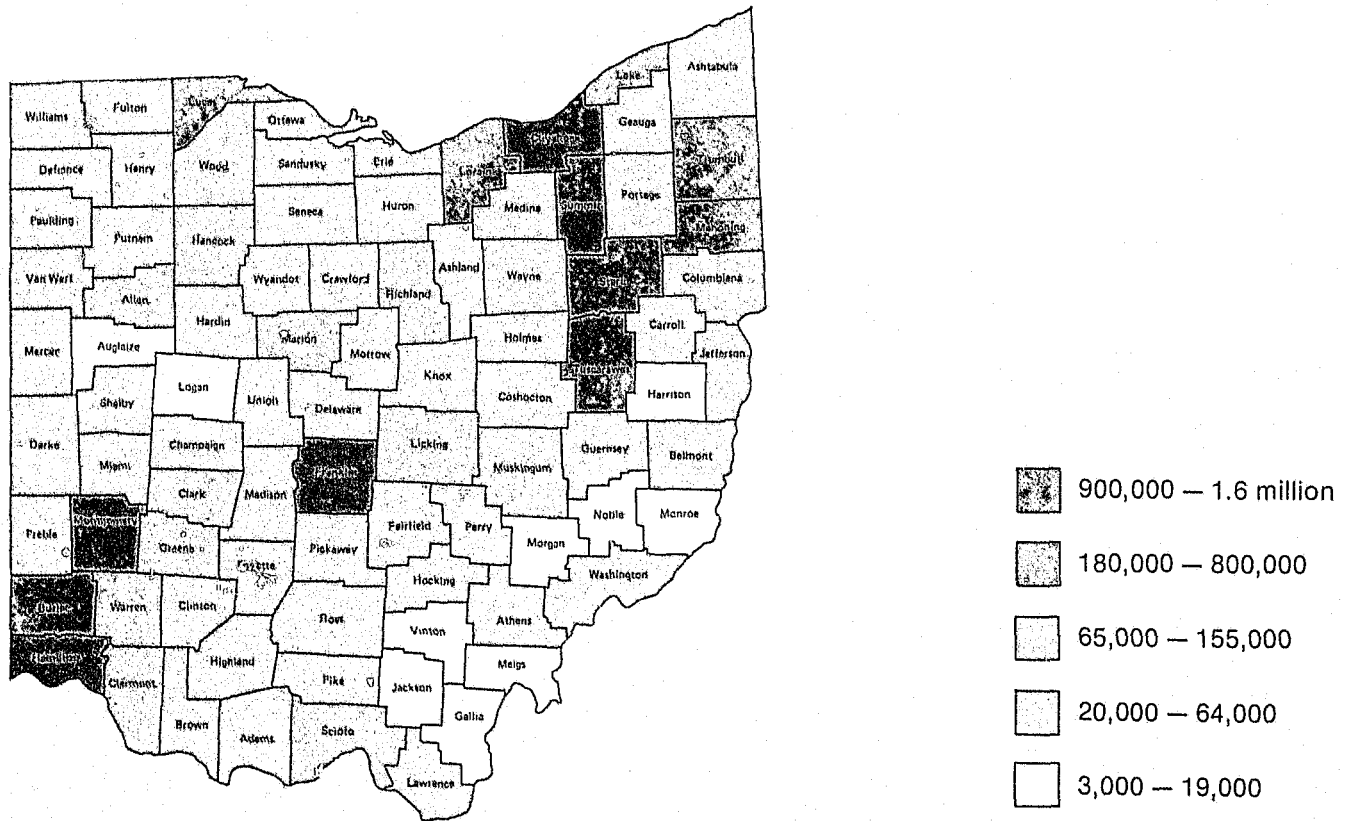 Ashtabula
Lake
Geauga
Williams
Fulton
Lucas
Ottawa
Cuyahoga
Trumbull
Defiance
Henry
Wood
Sandusky
Erie
Lorain
Medina
Summit
Portage
Mahoning
Paulding
Putnam
Hancock
Seneca
Huron
Van Wert
Allen
Wyandot
Crawford
Richland
Ashland
Wayne
Stark
Columbiana
Mercer
Auglaize
Hardin
Marion
Morrow
Holmes
Carroll
Tuscarawas
Jefferson
Shelby
Logan
Union
Delaware
Knox
Coshocton
Harrison
Darke
Miami
Champaign
Clark
Madison
Franklin
Licking
Muskingum
Guernsey
Belmont
Preble
Montgomery
Greene
Fayette
Pickaway
Fairfield
Perry
Morgan
Noble
Monroe
Butler
Warren
Clinton
Ross
Hocking
Athens
Washington
Hamilton
Clermont
Highland
Pike
Vinton
Jackson
Meigs
Brown
Adams
Scioto
Gallia
Lawrence
900,000 — 1.6 million
180,000 — 800,000
65,000 — 155,000
20,000 — 64,000
3,000 — 19,000